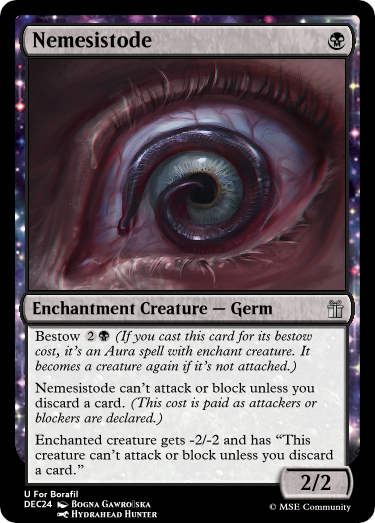 Nemesistode
Enchantment Creature — Germ
Bestow 2 (If you cast this card for its bestow
cost, it's an Aura spell with enchant creature. It
becomes a creature again if it's not attached.)
Nemesistode can't attack or block unless you
discard a card. (This cost is paid as attackers or
blockers are declared.)
Enchanted creature gets -2/-2 and has “This
creature can't attack or block unless you discard
a card.”
2/2
U For Borafil
DEC24 Bogna Gawro▯ska
Hydrahead Hunter
© MSE Community